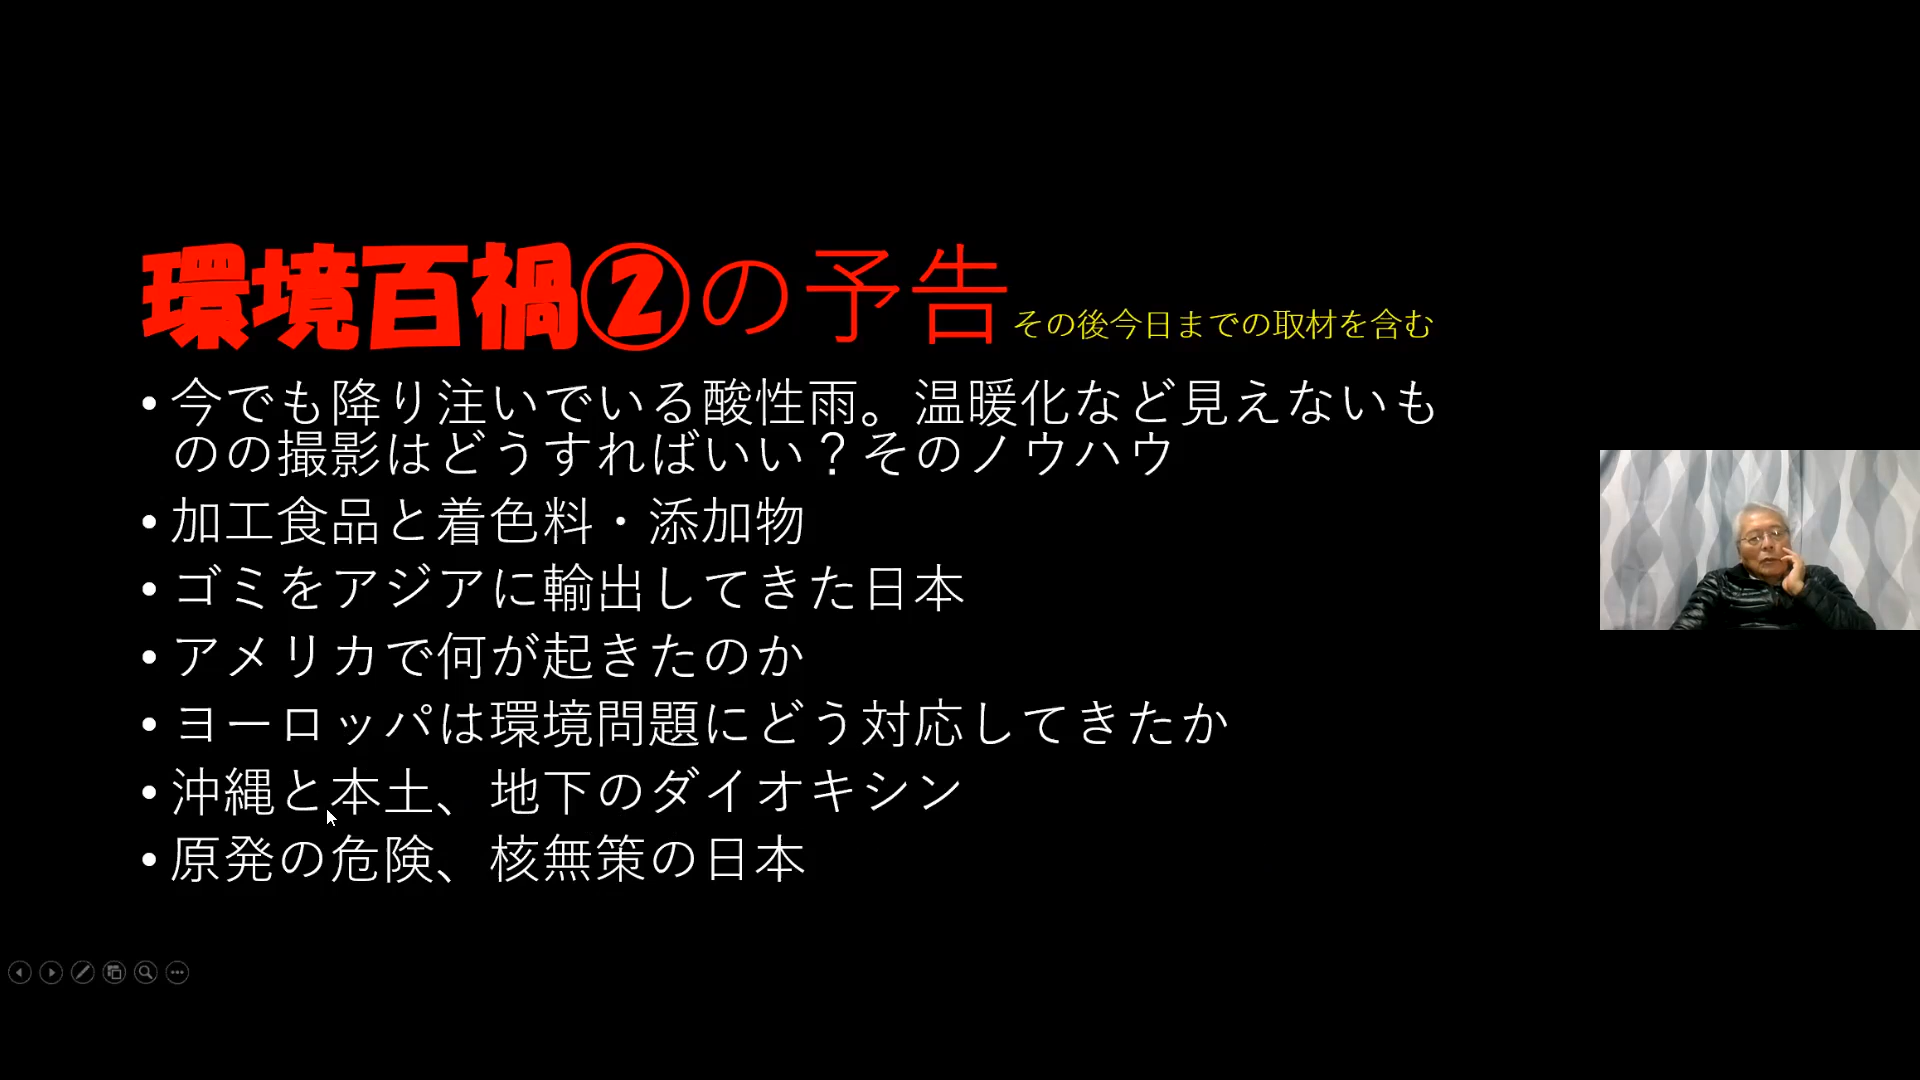 環境百禍②の予告 その後今日までの取材を含む
• 今でも降り注いでいる酸性雨。温暖化など見えないも
のの撮影はどうすればいい？そのノウハウ
• 加工食品と着色料・添加物
• ゴミをアジアに輸出してきた日本
• アメリカで何が起きたのか
• ヨーロッパは環境問題にどう対応してきたか
• 沖縄と本土、地下のダイオキシン
• 原発の危険、核無策の日本